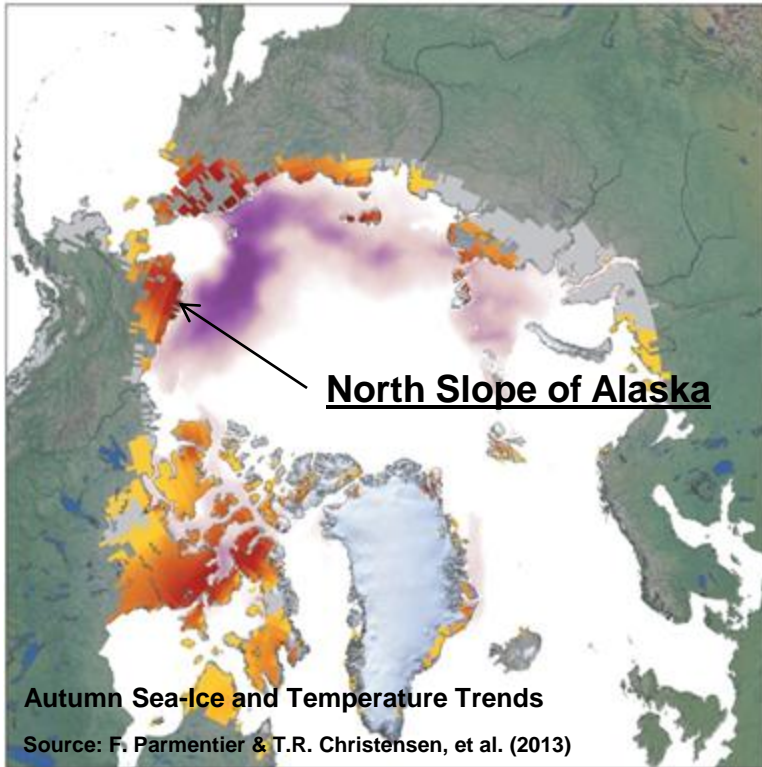 North Slope of Alaska
Autumn Sea-Ice and Temperature Trends
Source: F. Parmentier & T.R. Christensen, et al. (2013)